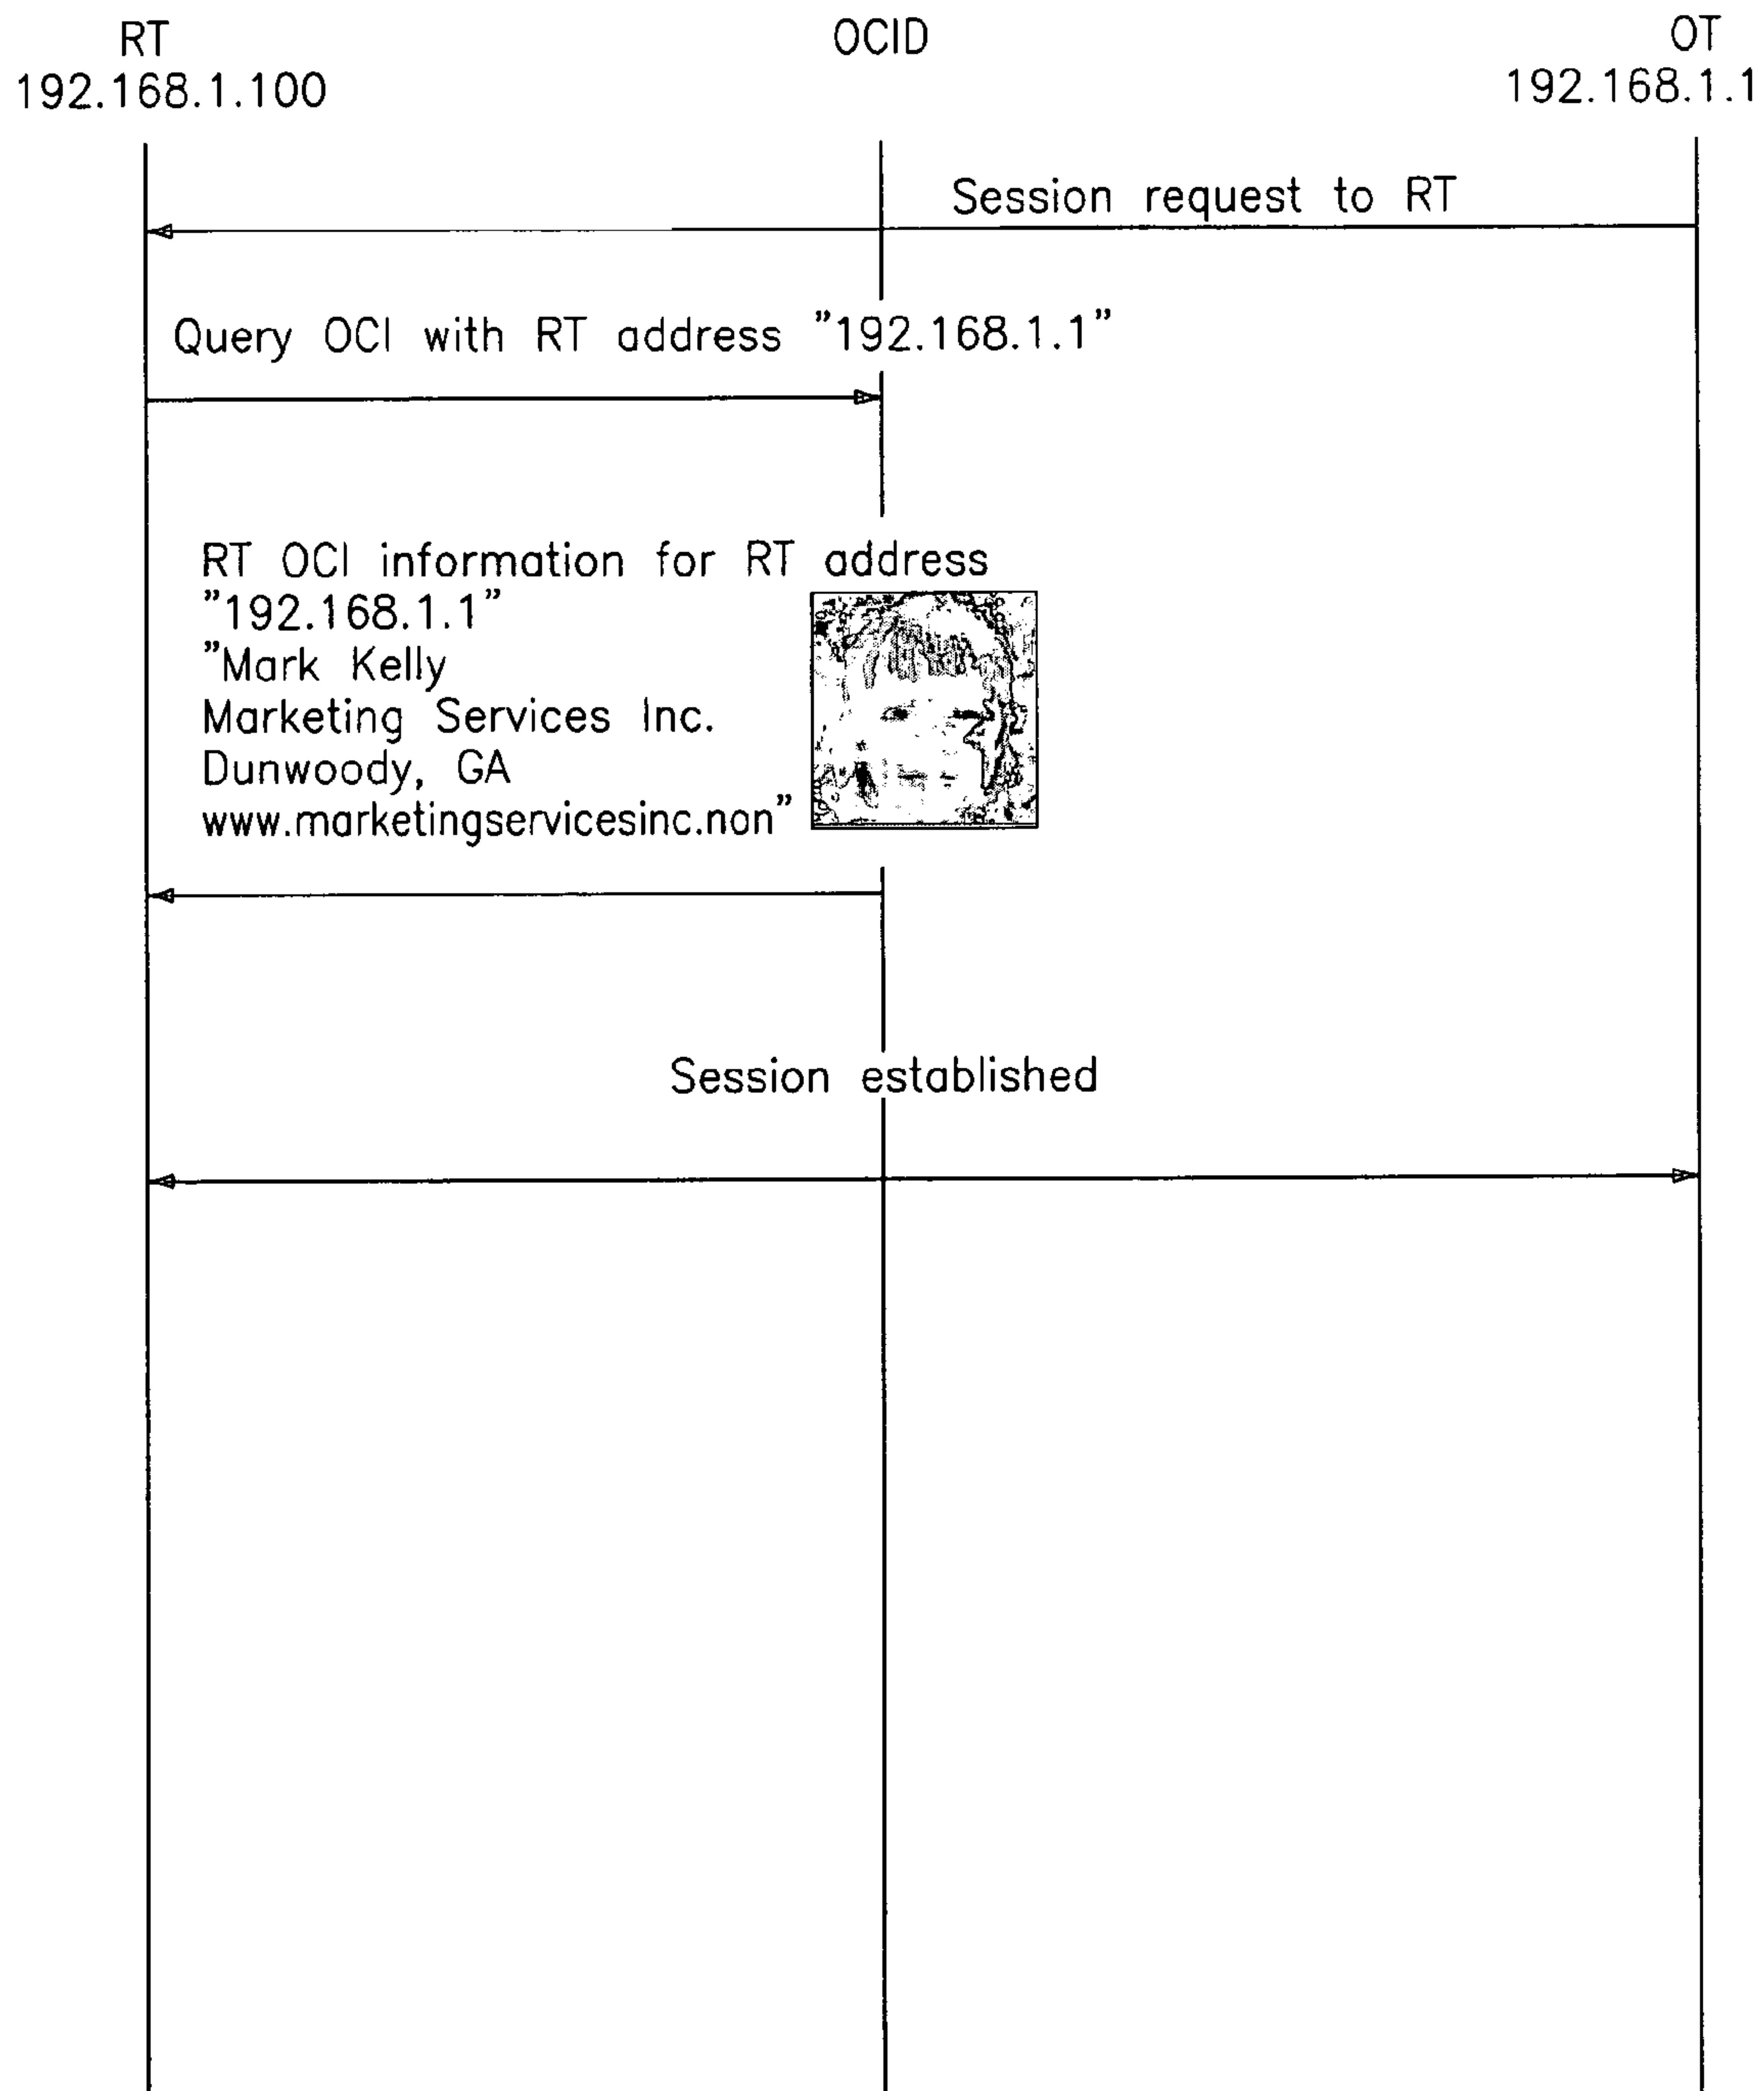 RT
192.168.1.100
OCID
OT
192.168.1.1
Session request to RT
Query OCI with RT address "192.168.1.1"
RT OCI information for RT address
"192.168.1.1"
"Mark Kelly
Marketing Services Inc.
Dunwoody, GA
www.marketingservicesinc.non"
Session established